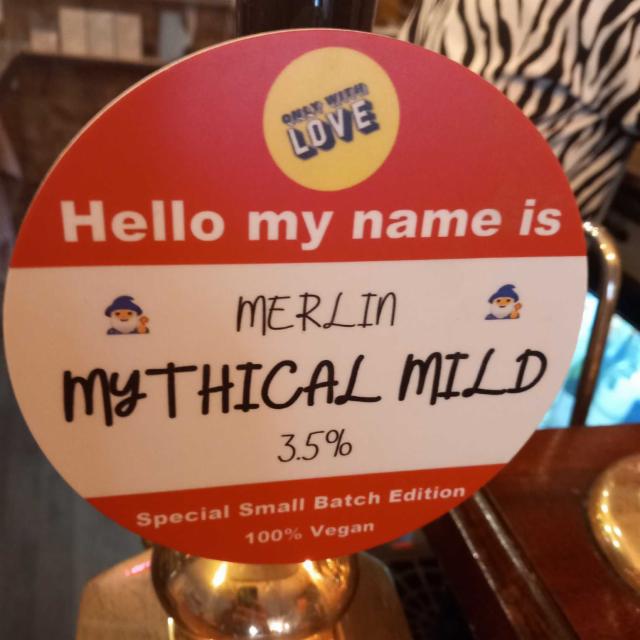 ONLY WITH
LOVE
Hello my name is
MERLIN
MYTHICAL MILD
3.5%
Special Small Batch Edition
100% Vegan